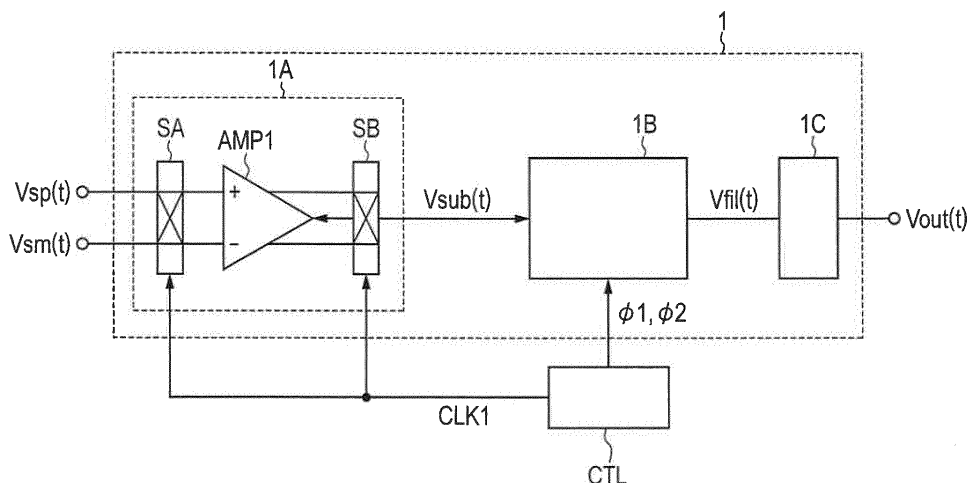 1
1A
SA
AMP1
SB
1B
1C
Vsp(t)
+
Vsub(t)
Vfil(t)
Vout(t)
Vsm(t)
−
ϕ1, ϕ2
CLK1
CTL